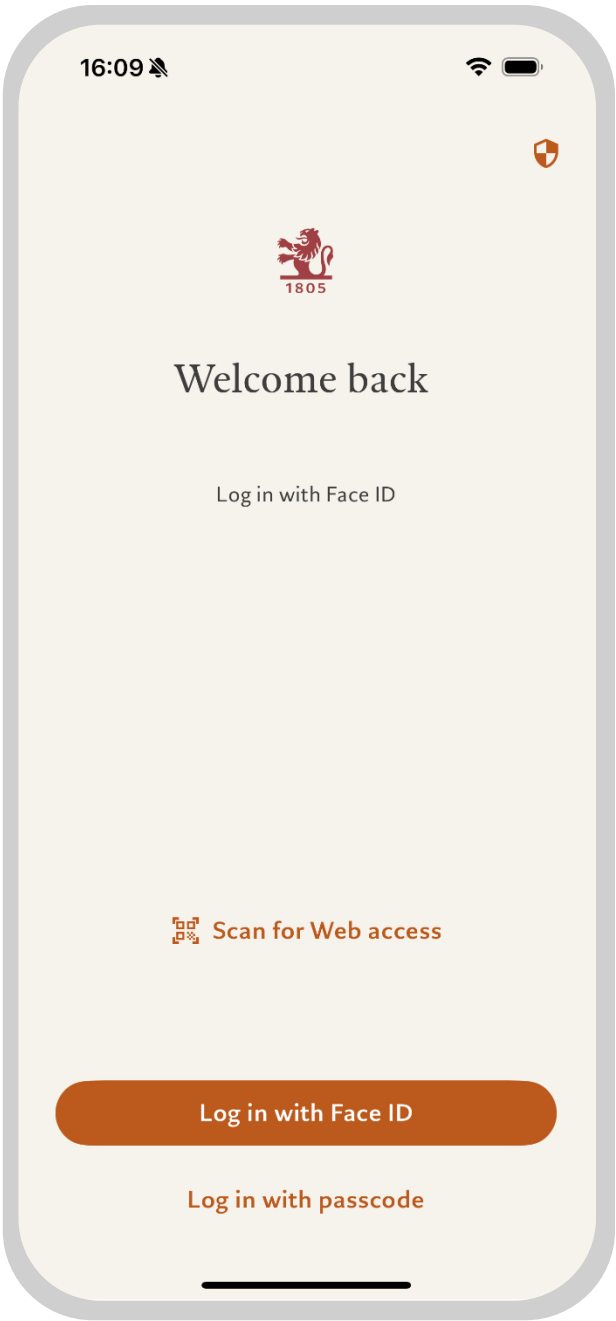 16:09
1805
Welcome back
Log in with Face ID
Scan for Web access
Log in with Face ID
Log in with passcode